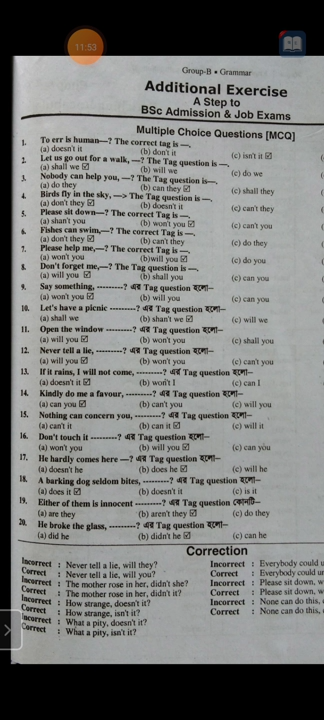 11:53
Group-B • Grammar
Additional Exercise
A Step to
BSc Admission & Job Exams
Multiple Choice Questions [MCQ]
1. To err is human—? The correct tag is —.
(a) doesn't it (b) don't it (c) isn't it ☑
2. Let us go out for a walk, —? The Tag question is —.
(a) shall we ☑ (b) will we (c) do we
3. Nobody can help you, —? The Tag question is—.
(a) do they (b) can they ☑ (c) shall they
4. Birds fly in the sky, —> The Tag question is —.
(a) don't they ☑ (b) doesn't it (c) can't they
5. Please sit down—? The correct Tag is —.
(a) shan't you (b) won't you ☑ (c) can't you
6. Fishes can swim,—? The correct Tag is —.
(a) don't they ☑ (b) can't they (c) do they
7. Please help me,—? The correct Tag is —.
(a) won't you (b)will you ☑ (c) do you
8. Don't forget me,—? The Tag question is —.
(a) will you ☑ (b) shall you (c) can you
9. Say something, ---------? এর Tag question হলো–
(a) won't you ☑ (b) will you (c) can you
10. Let's have a picnic --------? এর Tag question হলো–
(a) shall we (b) shan't we ☑ (c) will we
11. Open the window ---------? এর Tag question হলো–
(a) will you ☑ (b) won't you (c) shall you
12. Never tell a lie, ---------? এর Tag question হলো–
(a) will you ☑ (b) won't you (c) can't you
13. If it rains, I will not come, --------? এর Tag question হলো–
(a) doesn't it ☑ (b) won't I (c) can I
14. Kindly do me a favour, ---------? এর Tag question হলো–
(a) can you ☑ (b) can't you (c) will you
15. Nothing can concern you, ---------? এর Tag question হলো–
(a) can't it (b) can it ☑ (c) will it
16. Don't touch it ---------? এর Tag question হলো–
(a) won't you (b) will you ☑ (c) can you
17. He hardly comes here —? এর Tag question হলো–
(a) doesn't he (b) does he ☑ (c) will he
18. A barking dog seldom bites, ---------? এর Tag question হলো–
(a) does it ☑ (b) doesn't it (c) is it
19. Either of them is innocent ---------? এর Tag question কোনটি–
(a) are they (b) aren't they ☑ (c) do they
20. He broke the glass, ---------? এর Tag question হলো–
(a) did he (b) didn't he ☑ (c) can he
Correction
Incorrect : Never tell a lie, will they?
Correct : Never tell a lie, will you?
Incorrect : The mother rose in her, didn't she?
Correct : The mother rose in her, didn't it?
Incorrect : How strange, doesn't it?
Correct : How strange, isn't it?
Incorrect : What a pity, doesn't it?
Correct : What a pity, isn't it?
Incorrect : Everybody could
Correct : Everybody could
Incorrect : Please sit down,
Correct : Please sit down,
Incorrect : None can do this,
Correct : None can do this,